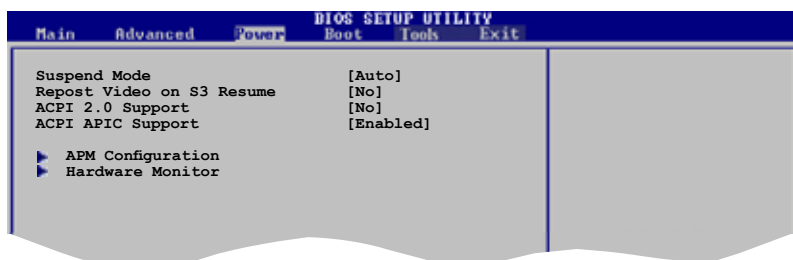 BIOS SETUP UTILITY
Main Advanced Power Boot Tools Exit
Suspend Mode [Auto]
Repost Video on S3 Resume [No]
ACPI 2.0 Support [No]
ACPI APIC Support [Enabled]
APM Configuration
Hardware Monitor